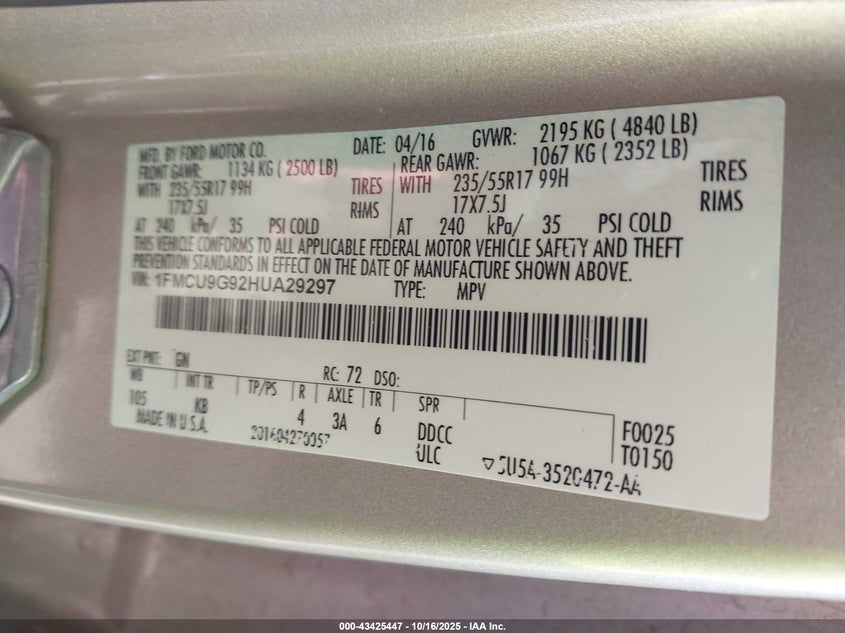 MFD. BY FORD MOTOR CO. DATE: 04/16 GVWR: 2195 KG ( 4840 LB)
FRONT GAWR: 1134 KG ( 2500 LB) REAR GAWR: 1067 KG ( 2352 LB)
WITH 235/55R17 99H TIRES WITH 235/55R17 99H TIRES
17X7.5J RIMS 17X7.5J RIMS
AT 240 kPa/ 35 PSI COLD AT 240 kPa/ 35 PSI COLD
THIS VEHICLE CONFORMS TO ALL APPLICABLE FEDERAL MOTOR VEHICLE SAFETY AND THEFT
PREVENTION STANDARDS IN EFFECT ON THE DATE OF MANUFACTURE SHOWN ABOVE.
VIN: 1FMCU9G92HUA29297 TYPE: MPV
EXT PNT: GN RC: 72 DSO:
WB INT TR TP/PS R AXLE TR SPR
105 KB 4 3A 6 DDCC F0025
MADE IN U.S.A. 201604270057 ULC T0150
5U5A-3520472-AA
000-43425447 - 10/16/2025 - IAA Inc.